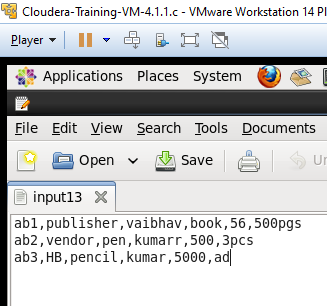 Cloudera-Training-VM-4.1.1.c - VMware Workstation 14 Pl
Player
Applications Places System
File Edit View Search Tools Documents
Open Save Un
input13
ab1,publisher,vaibhav,book,56,500pgs
ab2,vendor,pen,kumarr,500,3pcs
ab3,HB,pencil,kumar,5000,ad